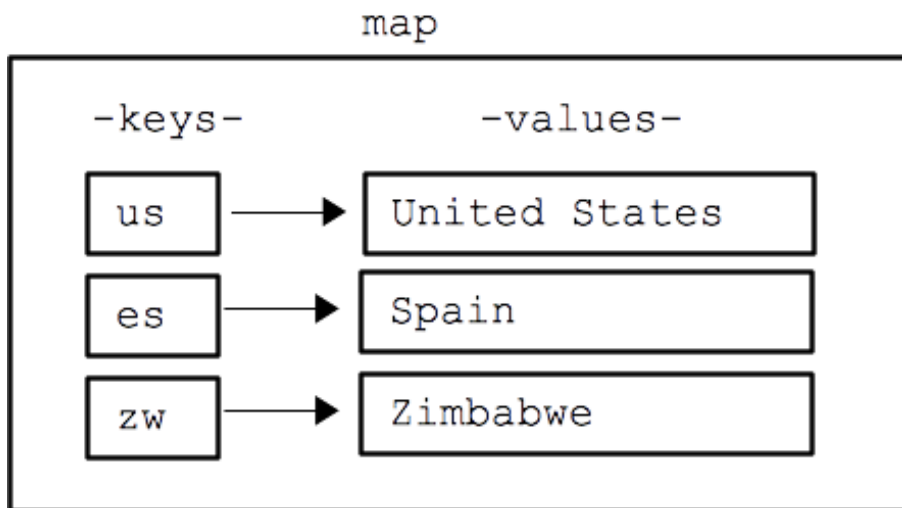 map
-keys- -values-
us United States
es Spain
zw Zimbabwe